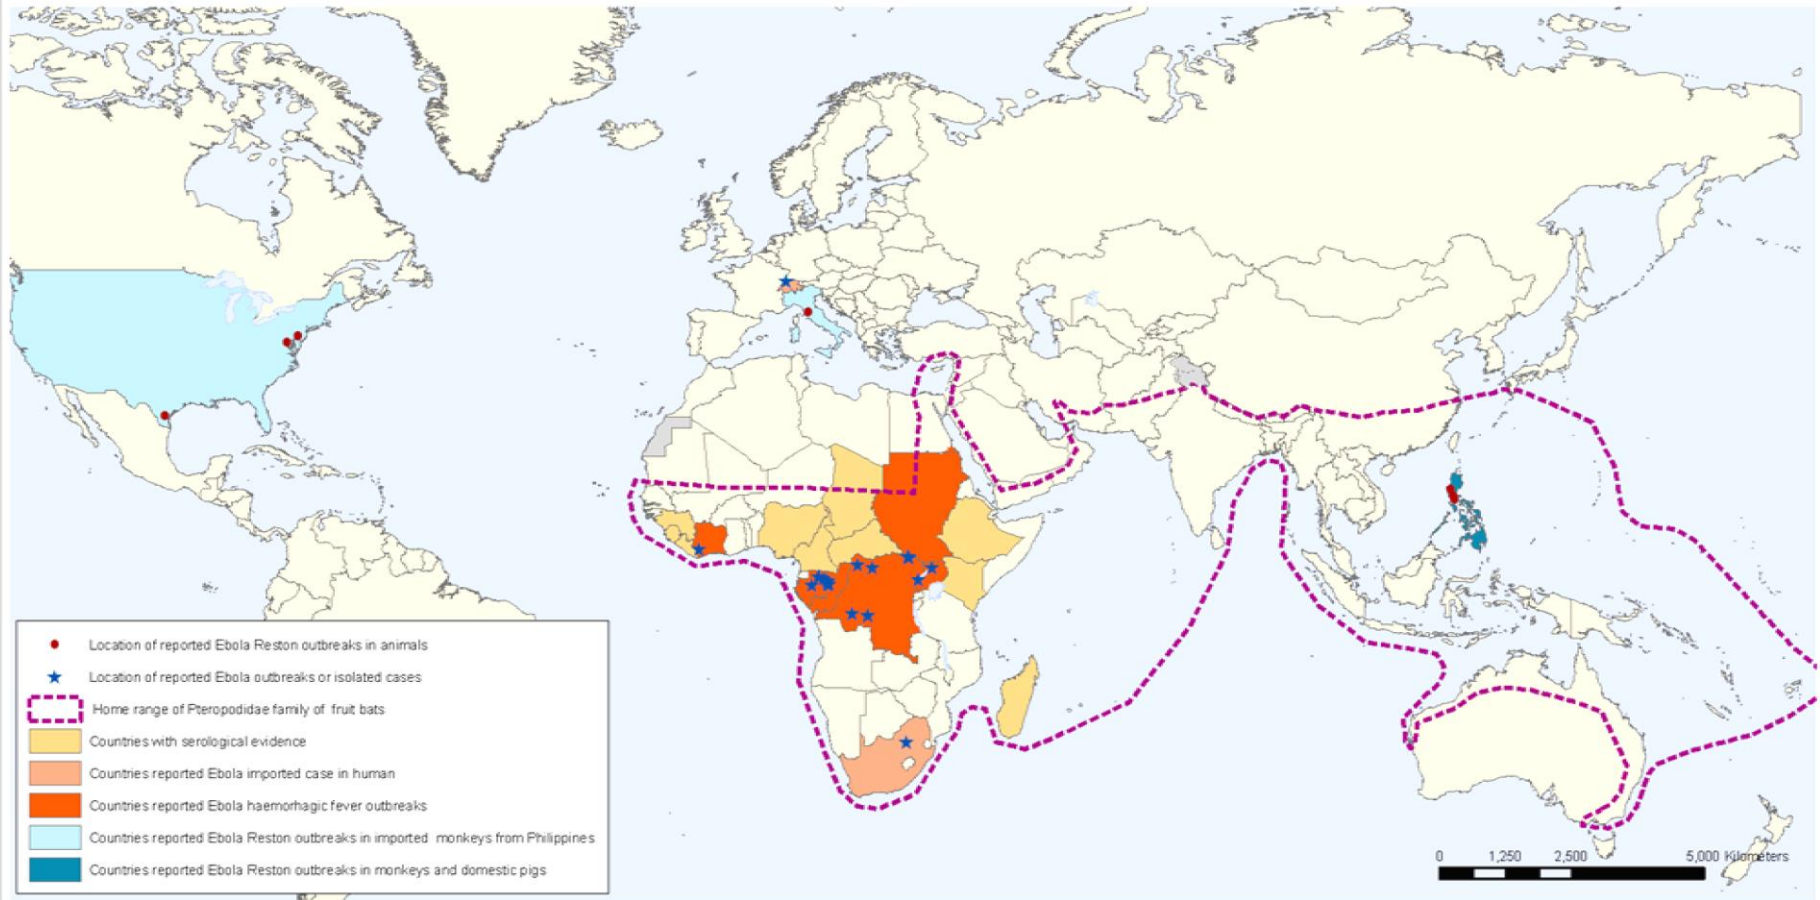 Location of reported Ebola Reston outbreaks in animals
Location of reported Ebola outbreaks or isolated cases
Home range of Pteropodidae family of fruit bats
Countries with serological evidence
Countries reported Ebola imported case in human
Countries reported Ebola haemorhagic fever outbreaks
Countries reported Ebola Reston outbreaks in imported monkeys from Philippines
Countries reported Ebola Reston outbreaks in monkeys and domestic pigs
0 1,250 2,500 5,000 Kilometers